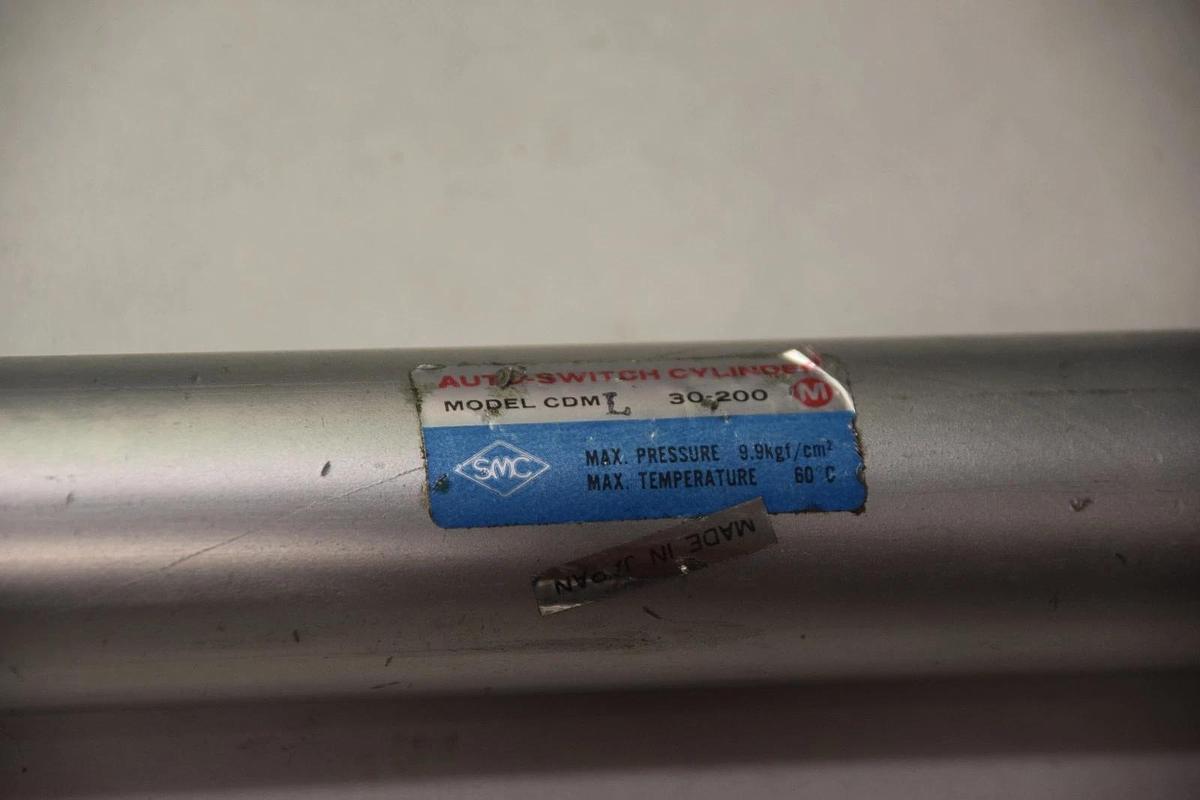 AUTO-SWITCH CYLINDER
MODEL CDML 30-200 M
SMC
MAX. PRESSURE 9.9kgf/cm²
MAX. TEMPERATURE 60°C
MADE IN JAPAN